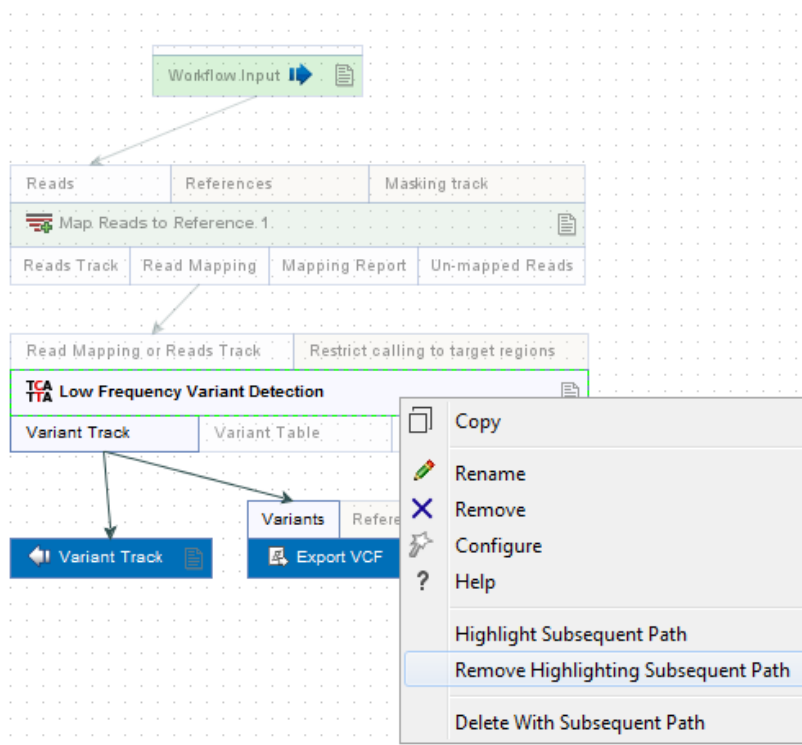 Workflow Input
Reads References Masking track
Map Reads to Reference 1
Reads Track Read Mapping Mapping Report Un-mapped Reads
Read Mapping or Reads Track Restrict calling to target regions
TCA
TTA Low Frequency Variant Detection
Variant Track Variant Table
Variants
Variant Track Export VCF
Copy
Rename
Remove
Configure
? Help
Highlight Subsequent Path
Remove Highlighting Subsequent Path
Delete With Subsequent Path